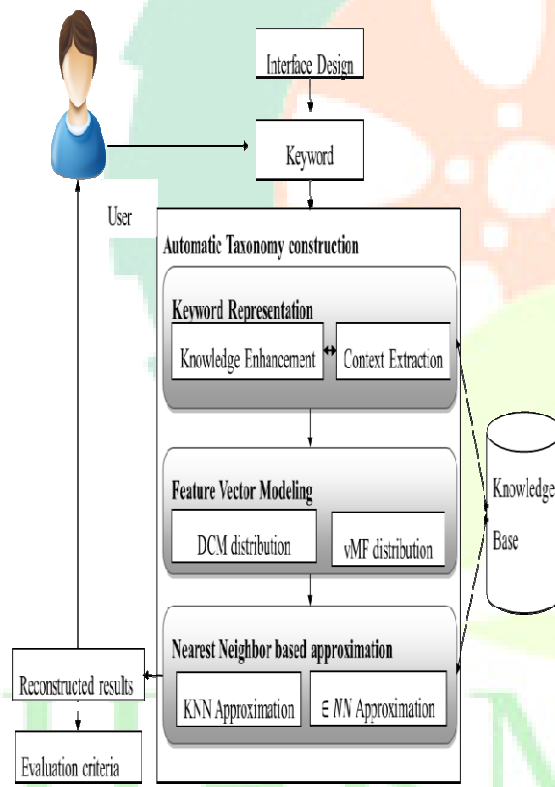 Interface Design
Keyword
User
Automatic Taxonomy construction
Keyword Representation
Knowledge Enhancement
Context Extraction
Feature Vector Modeling
DCM distribution
vMF distribution
Knowledge
Base
Nearest Neighbor based approximation
KNN Approximation
∈ NN Approximation
Reconstructed results
Evaluation criteria